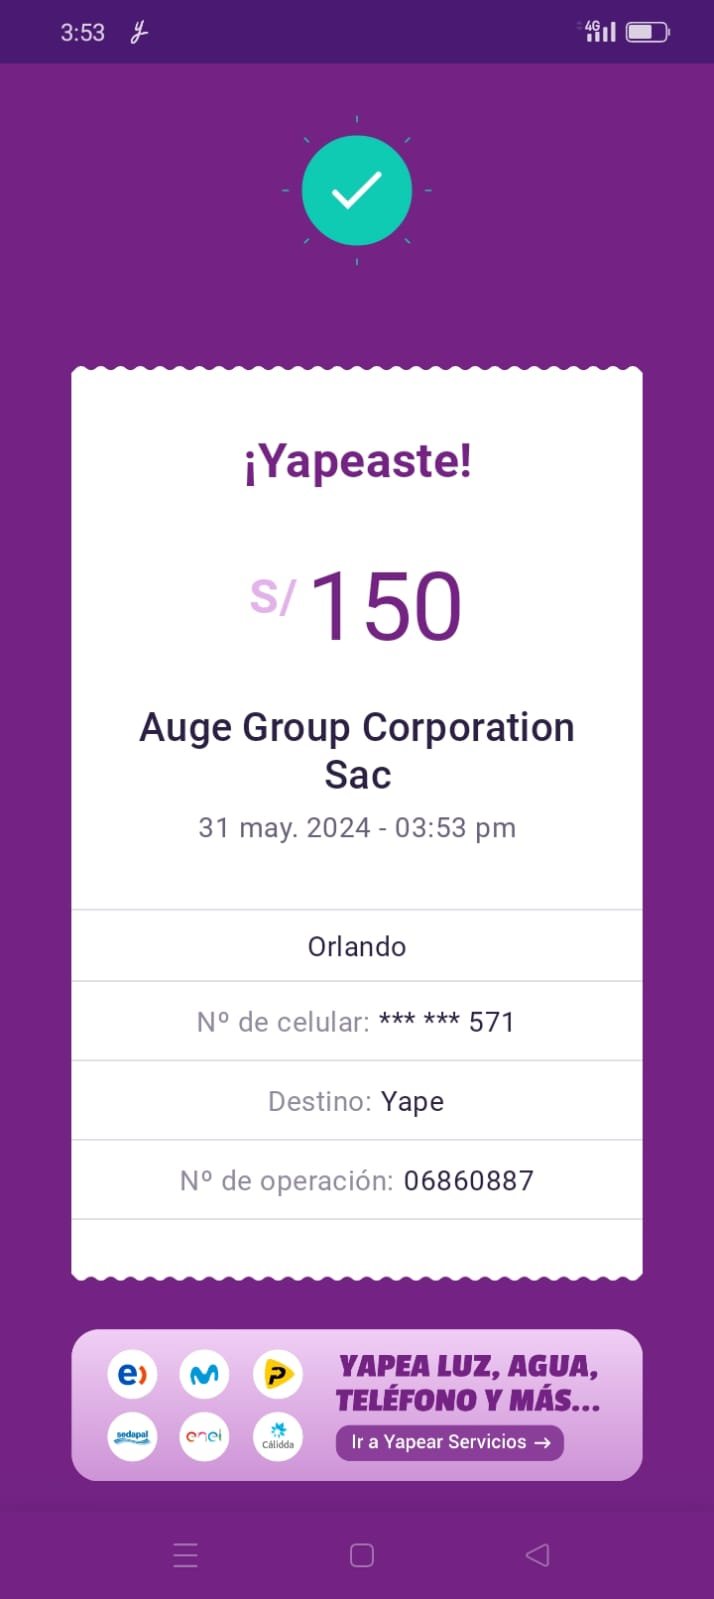 3:53
4G
¡Yapeaste!
S/ 150
Auge Group Corporation
Sac
31 may. 2024 - 03:53 pm
Orlando
Nº de celular: *** *** 571
Destino: Yape
Nº de operación: 06860887
e)
P
YAPEA LUZ, AGUA,
TELÉFONO Y MÁS...
sedapal
enel
Cálidda
Ir a Yapear Servicios →